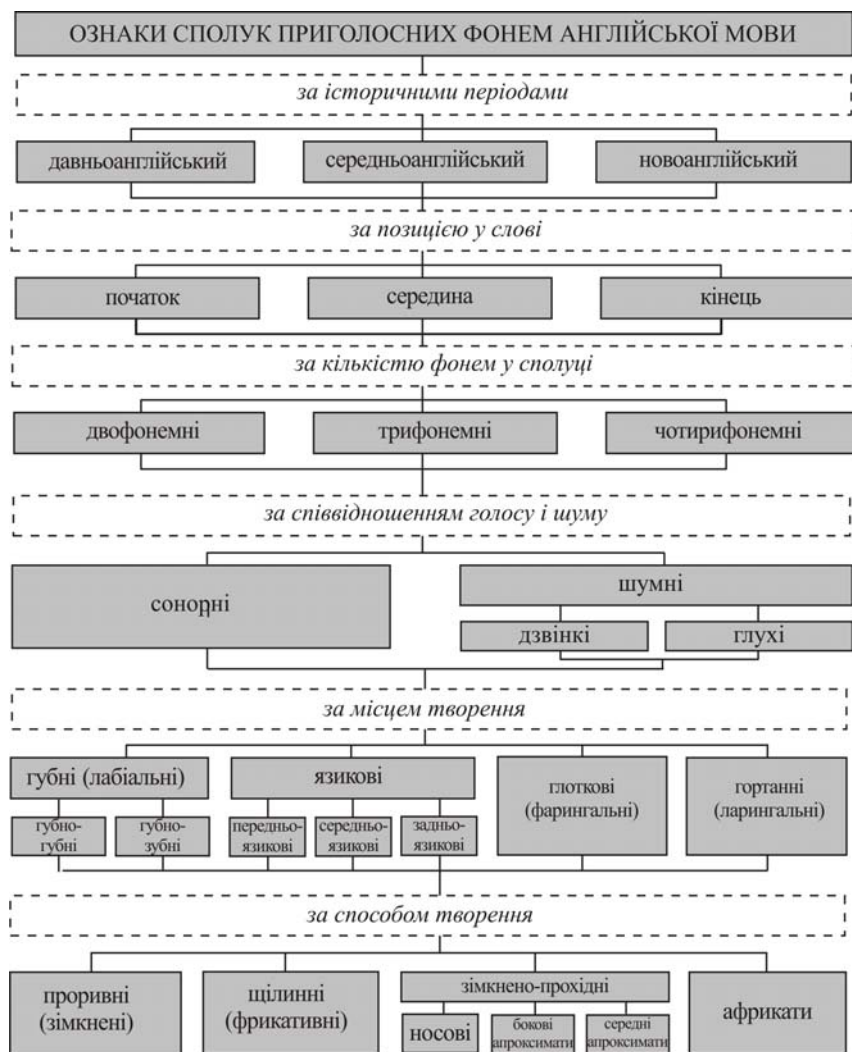 ОЗНАКИ СПОЛУК ПРИГОЛОСНИХ ФОНЕМ АНГЛІЙСЬКОЇ МОВИ
за історичними періодами
давньоанглійський
середньоанглійський
новоанглійський
за позицією у слові
початок
середина
кінець
за кількістю фонем у сполуці
двофонемні
трифонемні
чотирифонемні
за співвідношенням голосу і шуму
сонорні
шумні
дзвінкі
глухі
за місцем творення
губні (лабіальні)
язикові
глоткові
(фарингальні)
гортанні
(ларингальні)
губно-
губні
губно-
зубні
передньо-
язикові
середньо-
язикові
задньо-
язикові
за способом творення
проривні
(зімкнені)
щілинні
(фрикативні)
зімкнено-прохідні
носові
бокові
апроксимати
середні
апроксимати
африкати